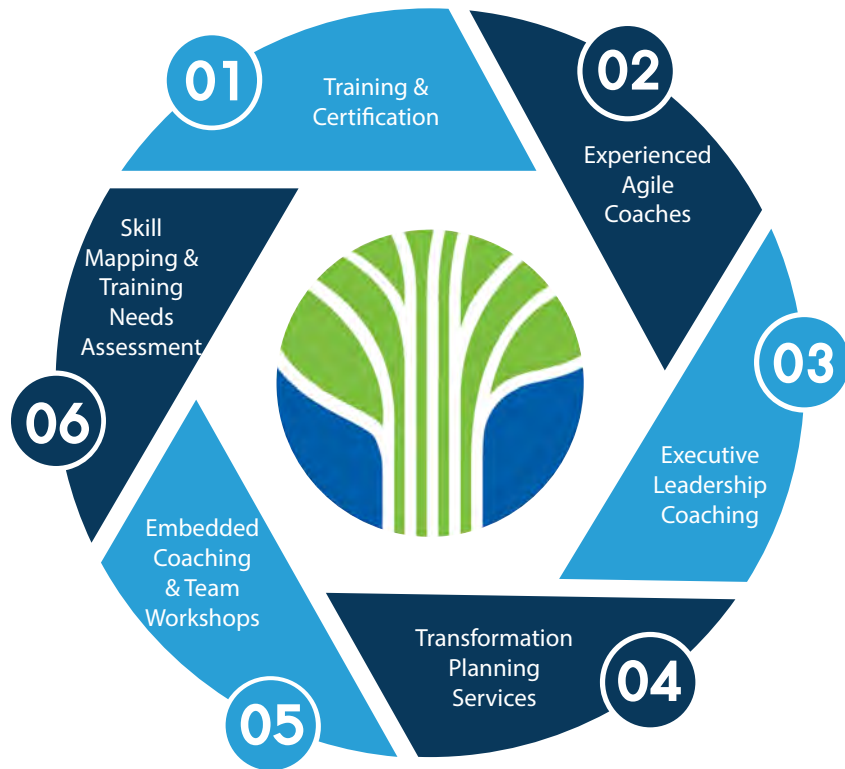 01
Training &
Certification
02
Experienced
Agile
Coaches
03
Executive
Leadership
Coaching
04
Transformation
Planning
Services
05
Embedded
Coaching
& Team
Workshops
06
Skill
Mapping &
Training
Needs
Assessment